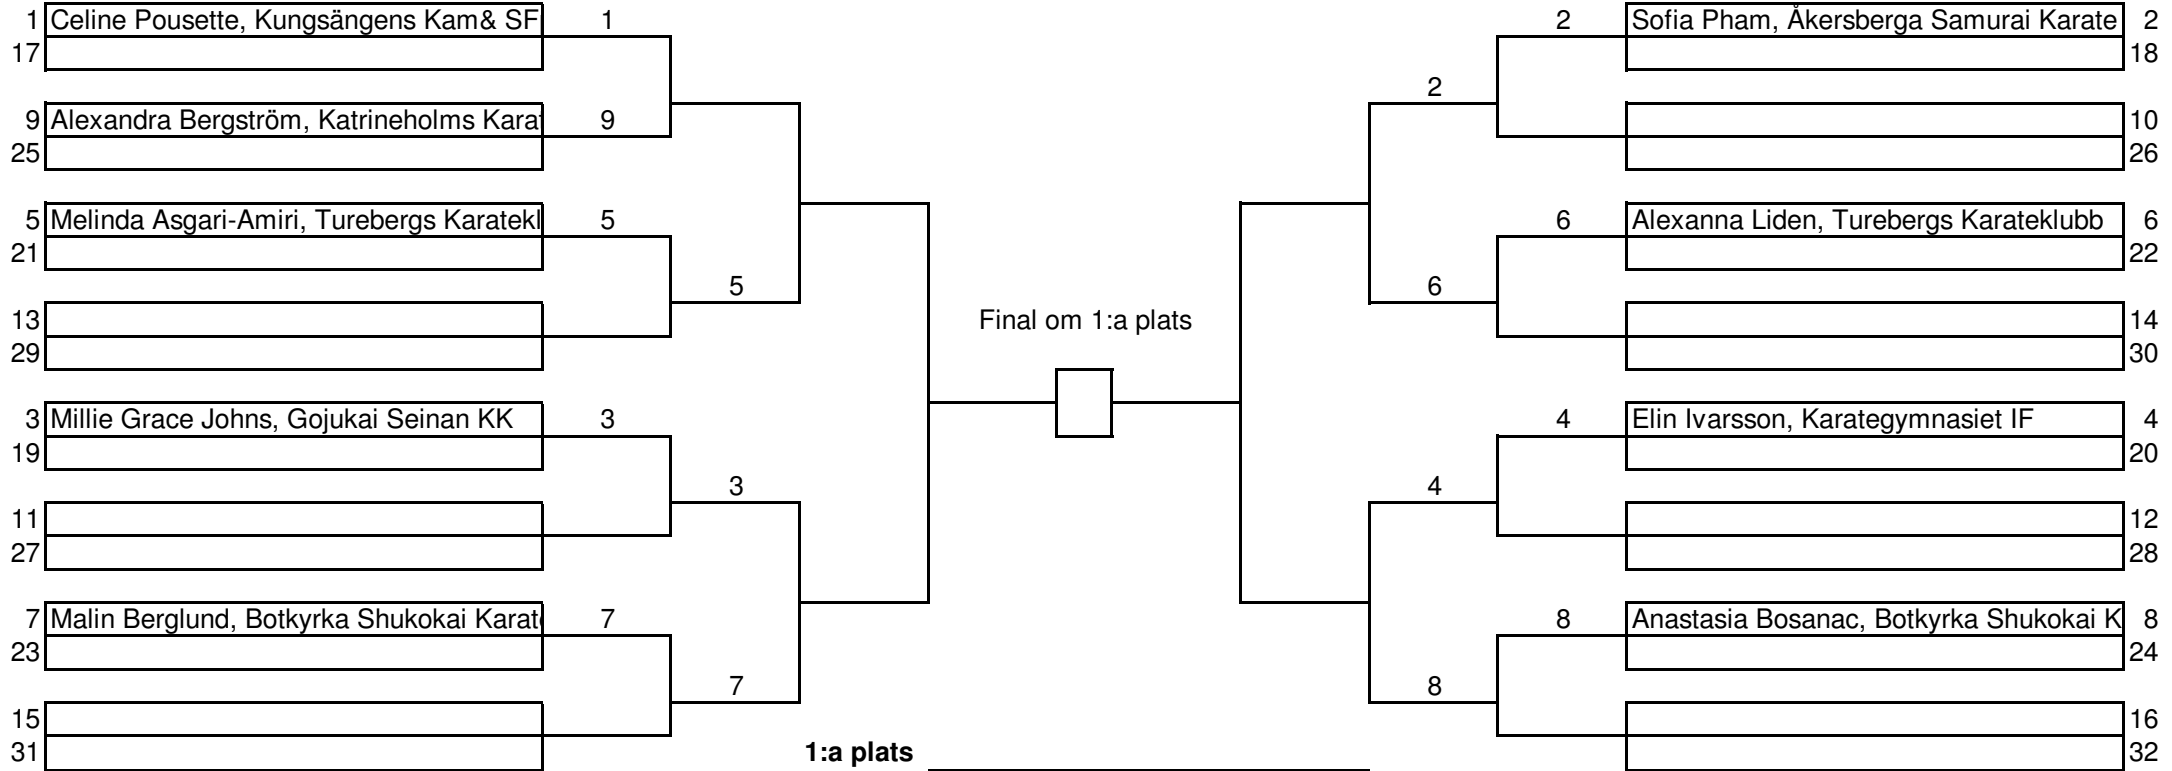 1 Celine Pousette, Kungsängens Kam& SF 1
17
9 Alexandra Bergström, Katrineholms Karat 9
25
5 Melinda Asgari-Amiri, Turebergs Karatekl 5
21
5
13
29
3 Millie Grace Johns, Gojukai Seinan KK 3
19
3
11
27
7 Malin Berglund, Botkyrka Shukokai Karate 7
23
7
15
31
Final om 1:a plats
1:a plats
2 Sofia Pham, Åkersberga Samurai Karate 2
18
2
10
26
6 Alexanna Liden, Turebergs Karateklubb 6
22
6
14
30
4 Elin Ivarsson, Karategymnasiet IF 4
20
4
12
28
8 Anastasia Bosanac, Botkyrka Shukokai K 8
24
8
16
32